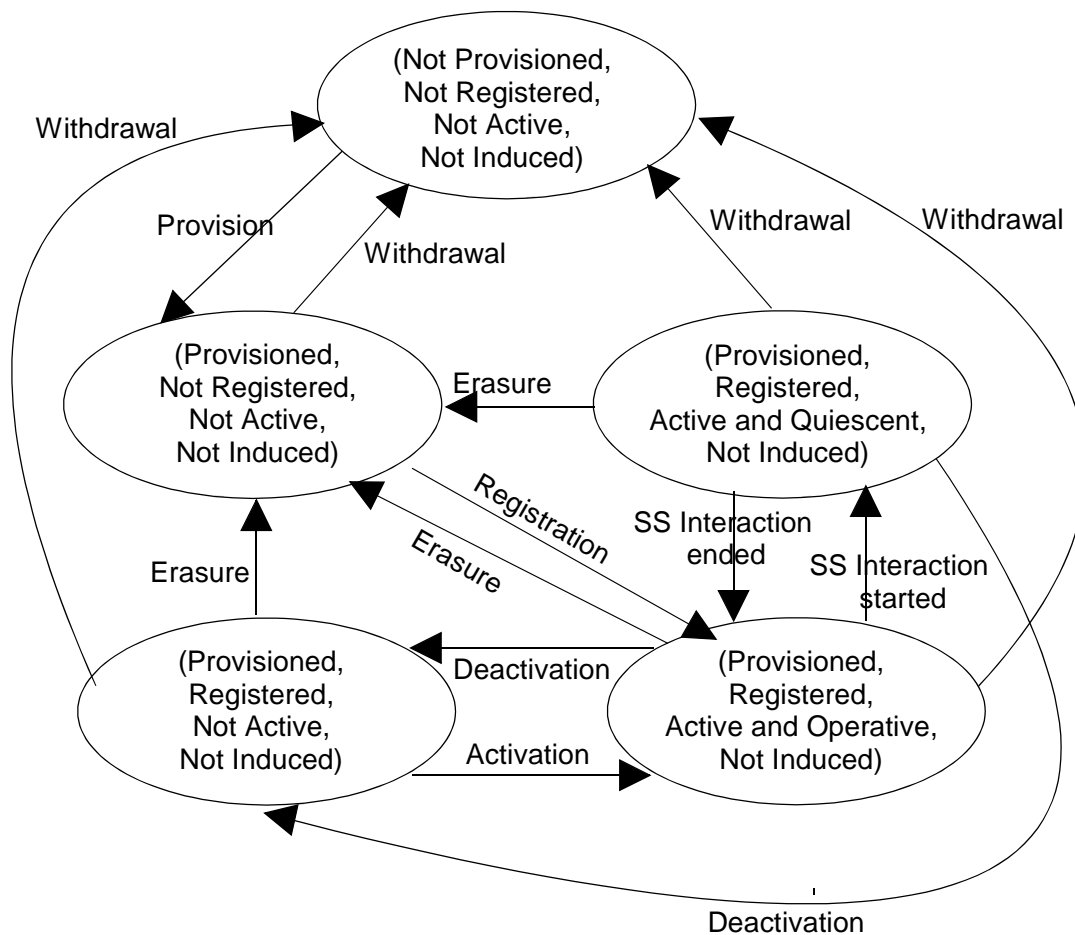 (Not Provisioned,
Not Registered,
Not Active,
Not Induced)
Withdrawal
Provision
Withdrawal
Withdrawal
Withdrawal
(Provisioned,
Not Registered,
Not Active,
Not Induced)
Erasure
(Provisioned,
Registered,
Active and Quiescent,
Not Induced)
Registration
Erasure
SS Interaction
ended
SS Interaction
started
Erasure
(Provisioned,
Registered,
Not Active,
Not Induced)
Deactivation
Activation
(Provisioned,
Registered,
Active and Operative,
Not Induced)
Deactivation